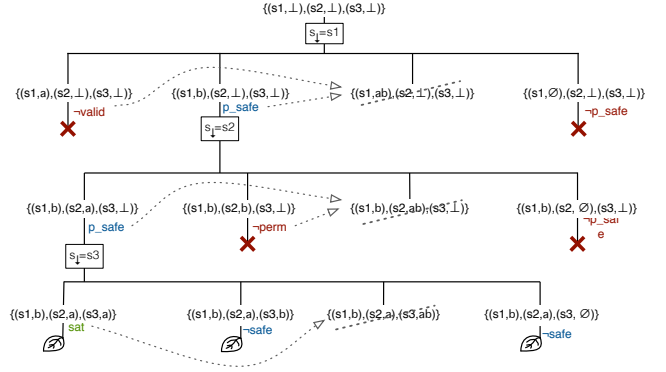 {(s1,⊥),(s2,⊥),(s3,⊥)}
s↓=s1
{(s1,a),(s2,⊥),(s3,⊥)}
{(s1,b),(s2,⊥),(s3,⊥)}
{(s1,ab),(s2,⊥),(s3,⊥)}
{(s1,∅),(s2,⊥),(s3,⊥)}
¬valid
p_safe
¬p_safe
s↓=s2
{(s1,b),(s2,a),(s3,⊥)}
{(s1,b),(s2,b),(s3,⊥)}
{(s1,b),(s2,ab),(s3,⊥)}
{(s1,b),(s2, ∅),(s3,⊥)}
p_safe
¬perm
¬p_saf
e
s↓=s3
{(s1,b),(s2,a),(s3,a)}
{(s1,b),(s2,a),(s3,b)}
{(s1,b),(s2,a),(s3,ab)}
{(s1,b),(s2,a),(s3, ∅)}
sat
¬safe
¬safe